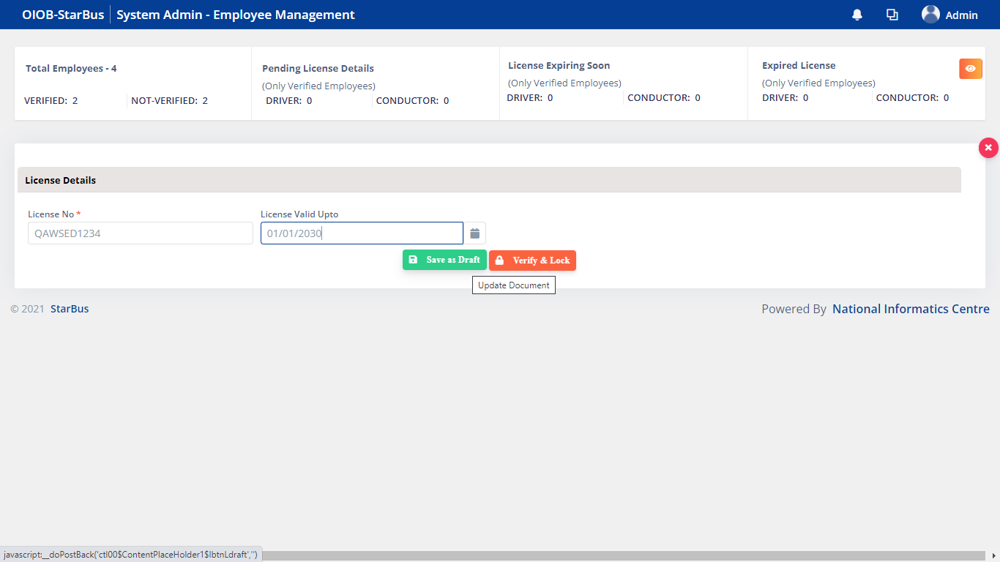 OIOB-StarBus System Admin - Employee Management Admin
Total Employees - 4
VERIFIED: 2 NOT-VERIFIED: 2
Pending License Details
(Only Verified Employees)
DRIVER: 0 CONDUCTOR: 0
License Expiring Soon
(Only Verified Employees)
DRIVER: 0 CONDUCTOR: 0
Expired License
(Only Verified Employees)
DRIVER: 0 CONDUCTOR: 0
License Details
License No *
QAWSED1234
License Valid Upto
01/01/2030
Save as Draft Verify & Lock
Update Document
© 2021 StarBus Powered By National Informatics Centre
javascript:__doPostBack('ctl00$ContentPlaceHolder1$lbtnLdraft','')